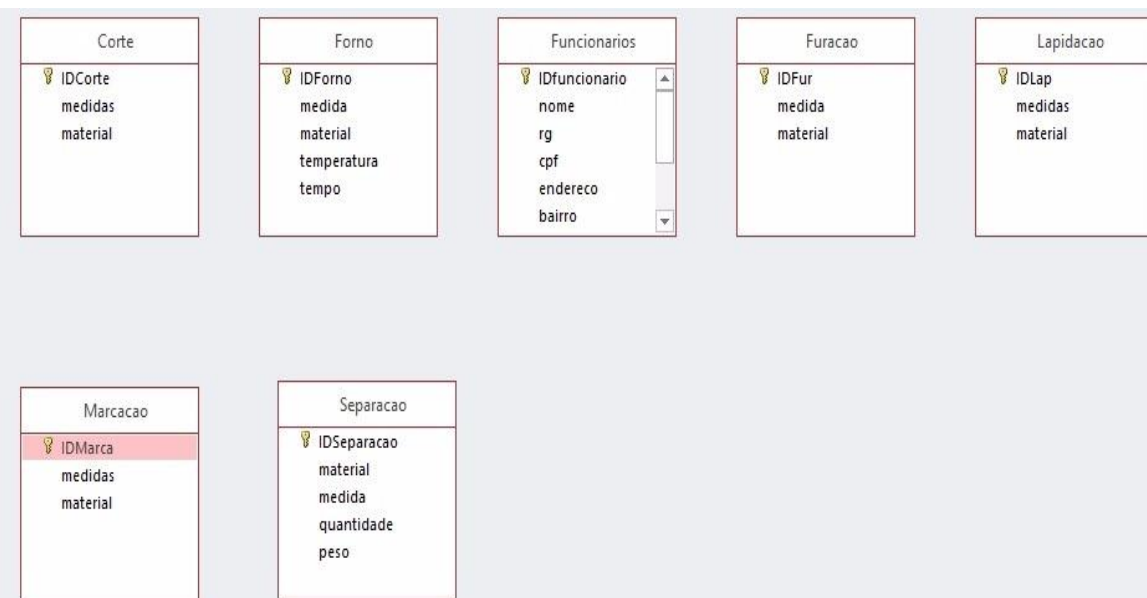 Corte
IDCorte
medidas
material
Forno
IDForno
medida
material
temperatura
tempo
Funcionarios
IDfuncionario
nome
rg
cpf
endereco
bairro
Furacao
IDFur
medida
material
Lapidacao
IDLap
medidas
material
Marcacao
IDMarca
medidas
material
Separacao
IDSeparacao
material
medida
quantidade
peso